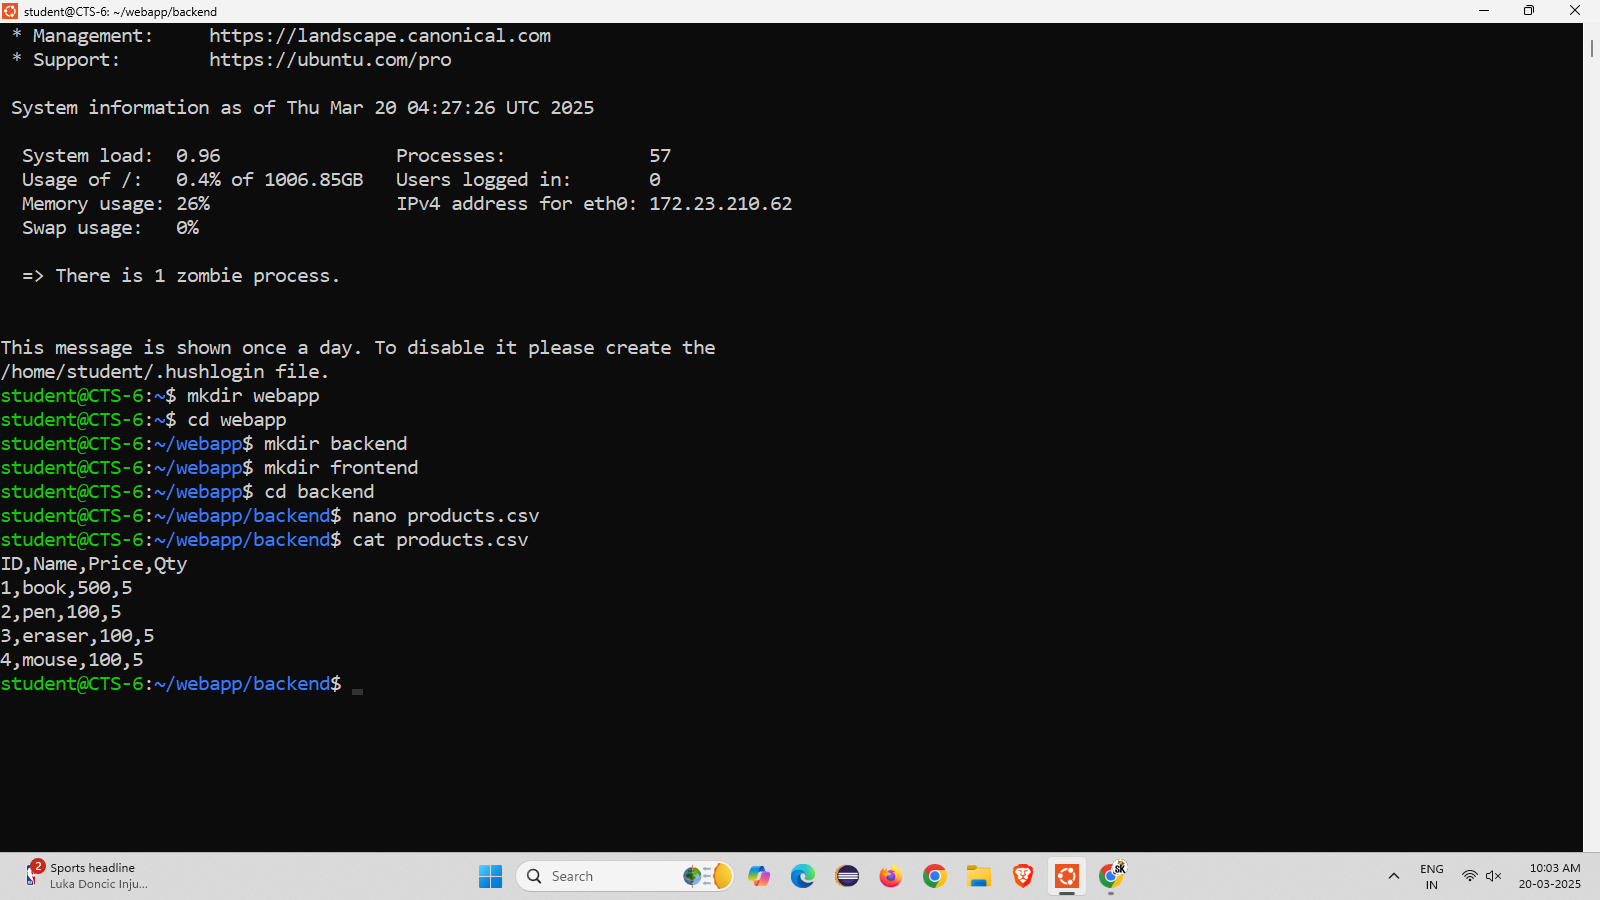 student@CTS-6: ~/webapp/backend
* Management:     https://landscape.canonical.com
* Support:        https://ubuntu.com/pro
System information as of Thu Mar 20 04:27:26 UTC 2025
System load:  0.96                Processes:             57
Usage of /:   0.4% of 1006.85GB   Users logged in:       0
Memory usage: 26%                 IPv4 address for eth0: 172.23.210.62
Swap usage:   0%
=> There is 1 zombie process.
This message is shown once a day. To disable it please create the
/home/student/.hushlogin file.
student@CTS-6:~$ mkdir webapp
student@CTS-6:~$ cd webapp
student@CTS-6:~/webapp$ mkdir backend
student@CTS-6:~/webapp$ mkdir frontend
student@CTS-6:~/webapp$ cd backend
student@CTS-6:~/webapp/backend$ nano products.csv
student@CTS-6:~/webapp/backend$ cat products.csv
ID,Name,Price,Qty
1,book,500,5
2,pen,100,5
3,eraser,100,5
4,mouse,100,5
student@CTS-6:~/webapp/backend$
2
Sports headline
Luka Doncic Inju...
Search
SK
ENG
IN
10:03 AM
20-03-2025